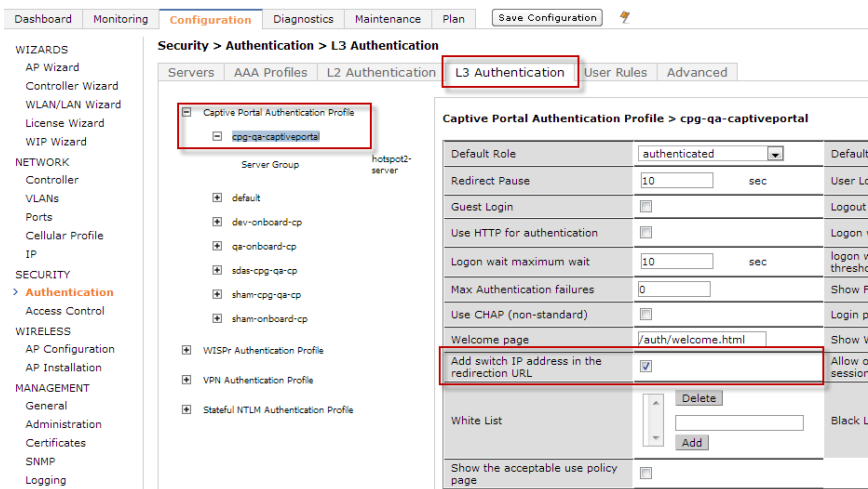 Dashboard Monitoring Configuration Diagnostics Maintenance Plan Save Configuration
WIZARDS
AP Wizard
Controller Wizard
WLAN/LAN Wizard
License Wizard
WIP Wizard
NETWORK
Controller
VLANs
Ports
Cellular Profile
IP
SECURITY
> Authentication
Access Control
WIRELESS
AP Configuration
AP Installation
MANAGEMENT
General
Administration
Certificates
SNMP
Logging
Security > Authentication > L3 Authentication
Servers AAA Profiles L2 Authentication L3 Authentication User Rules Advanced
Captive Portal Authentication Profile
cpg-qa-captiveportal
Server Group hotspot2-
server
default
dev-onboard-cp
qa-onboard-cp
sdas-cpg-qa-cp
sham-cpg-qa-cp
sham-onboard-cp
WISPr Authentication Profile
VPN Authentication Profile
Stateful NTLM Authentication Profile
Captive Portal Authentication Profile > cpg-qa-captiveportal
Default Role authenticated Default
Redirect Pause 10 sec User Lo
Guest Login Logout
Use HTTP for authentication Logon
Logon wait maximum wait 10 sec logon w
thresho
Max Authentication failures 0 Show F
Use CHAP (non-standard) Login p
Welcome page /auth/welcome.html Show W
Add switch IP address in the Allow o
redirection URL session
White List Delete Black L
Add
Show the acceptable use policy
page